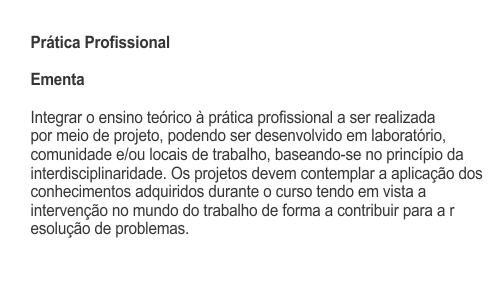 Prática Profissional
Ementa
Integrar o ensino teórico à prática profissional a ser realizada
por meio de projeto, podendo ser desenvolvido em laboratório,
comunidade e/ou locais de trabalho, baseando-se no princípio da
interdisciplinaridade. Os projetos devem contemplar a aplicação dos
conhecimentos adquiridos durante o curso tendo em vista a
intervenção no mundo do trabalho de forma a contribuir para a r
esolução de problemas.